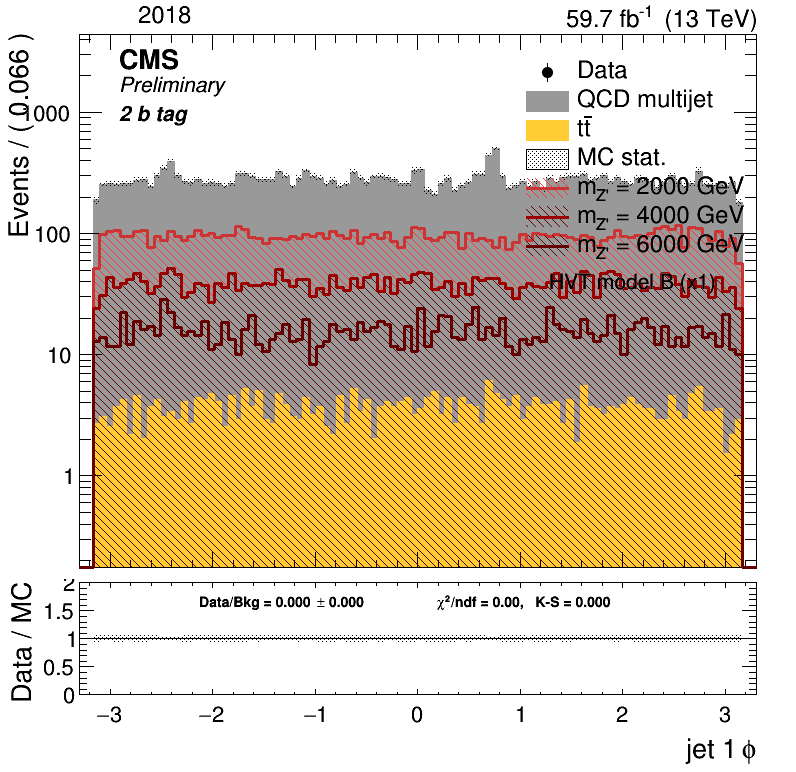 2018
59.7 fb⁻¹ (13 TeV)
CMS
Preliminary
2 b tag
Data
QCD multijet
tt̄
MC stat.
m_Z' = 2000 GeV
m_Z' = 4000 GeV
m_Z' = 6000 GeV
HVT model B (x1)
Events / ( 0.066 )
1000
100
10
1
Data / MC
2
1.5
1
0.5
0
Data/Bkg = 0.000 ± 0.000
χ²/ndf = 0.00, K-S = 0.000
−3 −2 −1 0 1 2 3
jet 1 ϕ